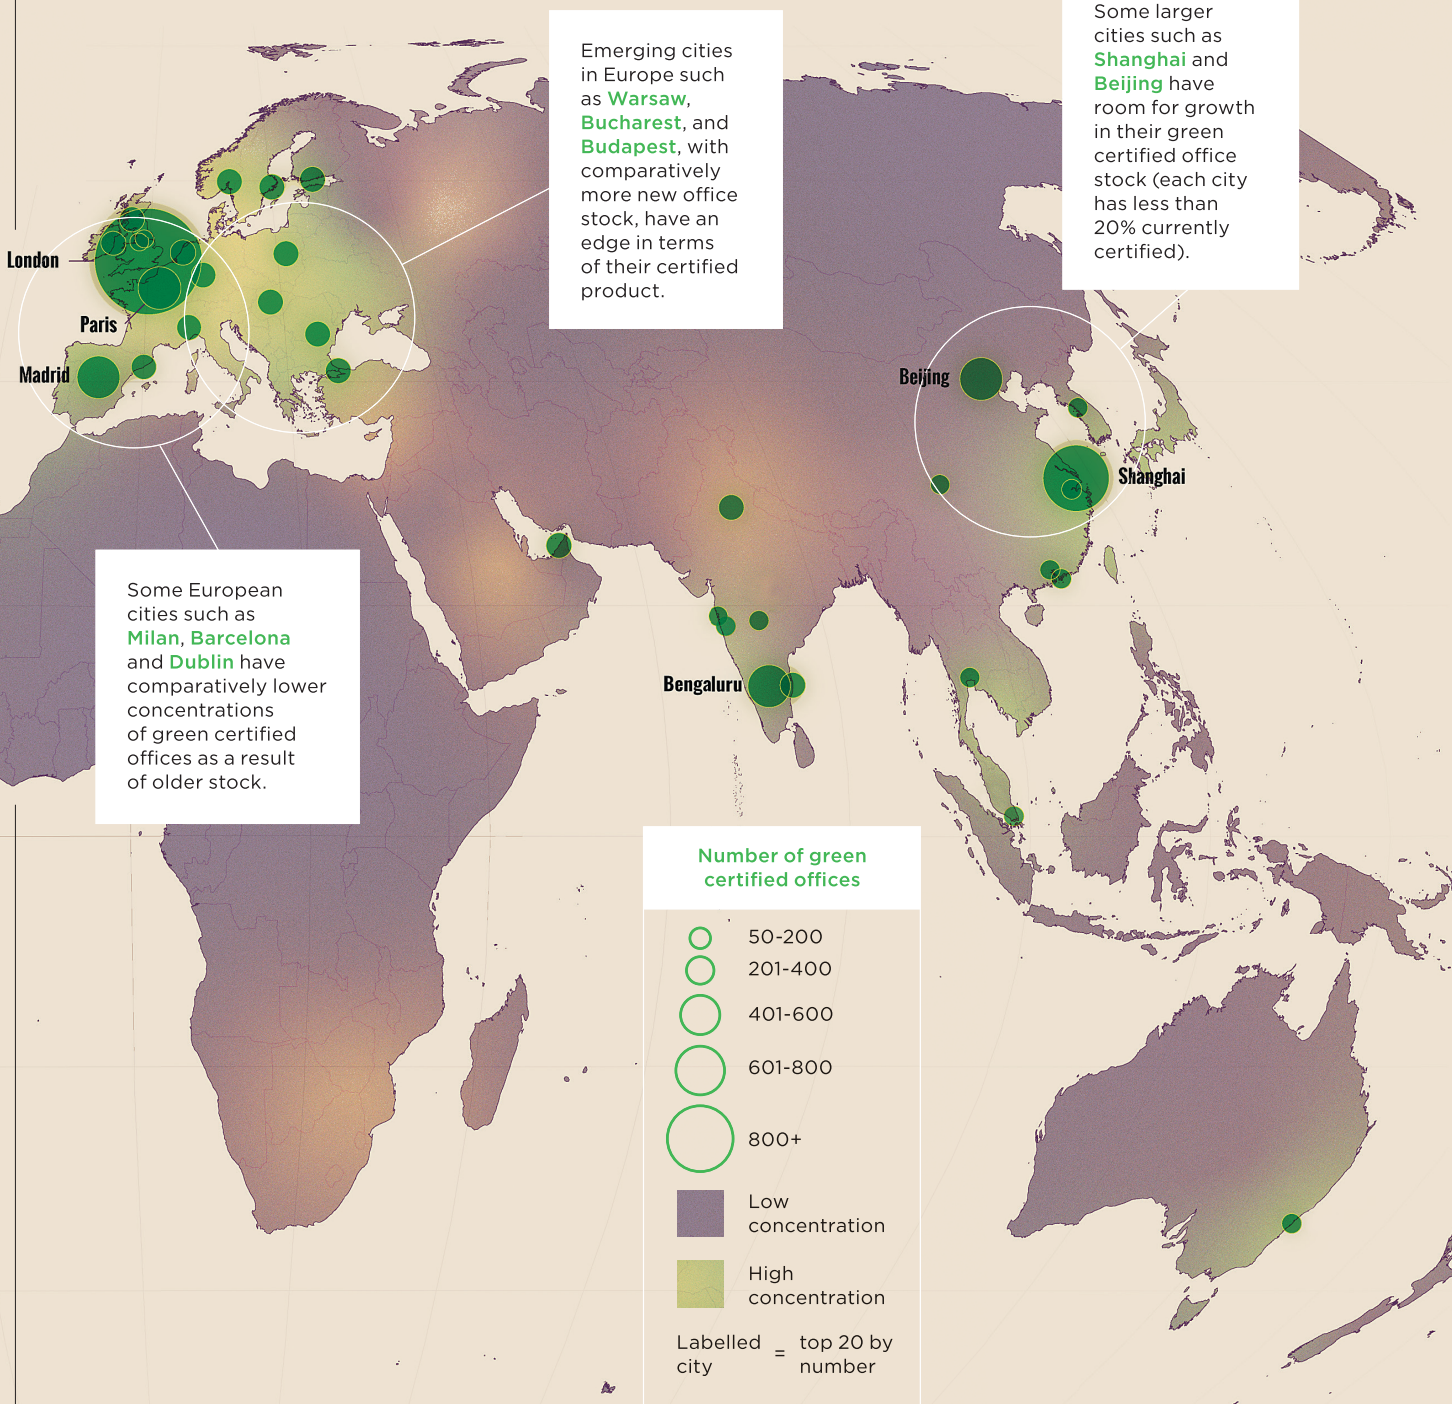 Some larger
cities such as
Shanghai and
Beijing have
room for growth
in their green
certified office
stock (each city
has less than
20% currently
certified).
Emerging cities
in Europe such
as Warsaw,
Bucharest, and
Budapest, with
comparatively
more new office
stock, have an
edge in terms
of their certified
product.
London
Paris
Madrid
Beijing
Shanghai
Some European
cities such as
Milan, Barcelona
and Dublin have
comparatively lower
concentrations
of green certified
offices as a result
of older stock.
Bengaluru
Number of green
certified offices
50-200
201-400
401-600
601-800
800+
Low
concentration
High
concentration
Labelled
city
=
top 20 by
number